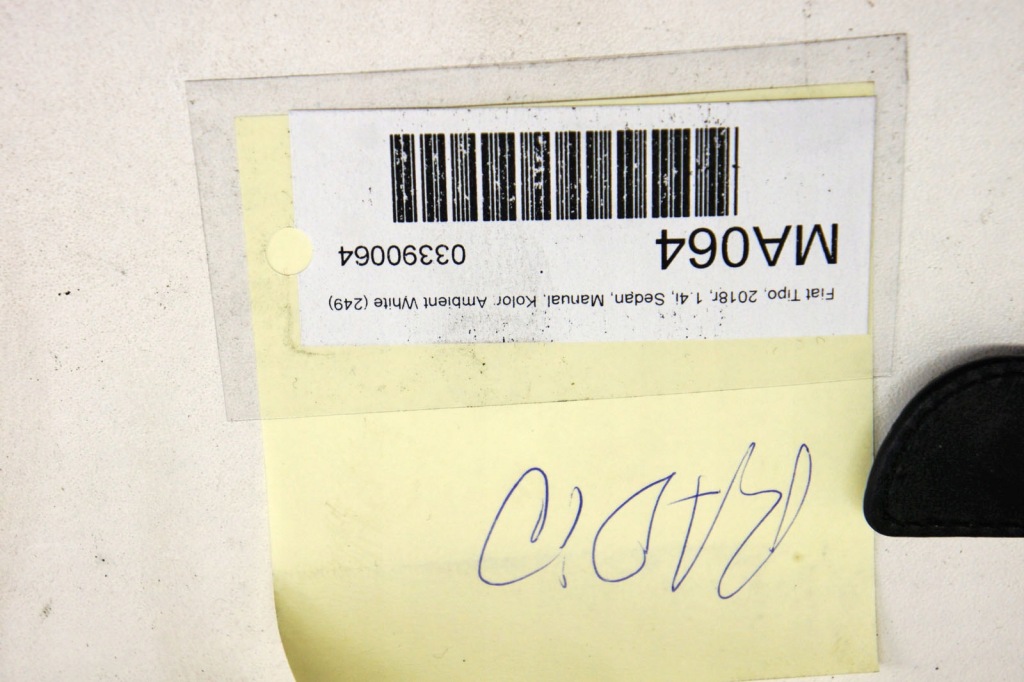 RADIO
Fiat Tipo, 2018r, 1.4i, Sedan, Manual, Kolor: Ambient White (249)
MA064 03390064